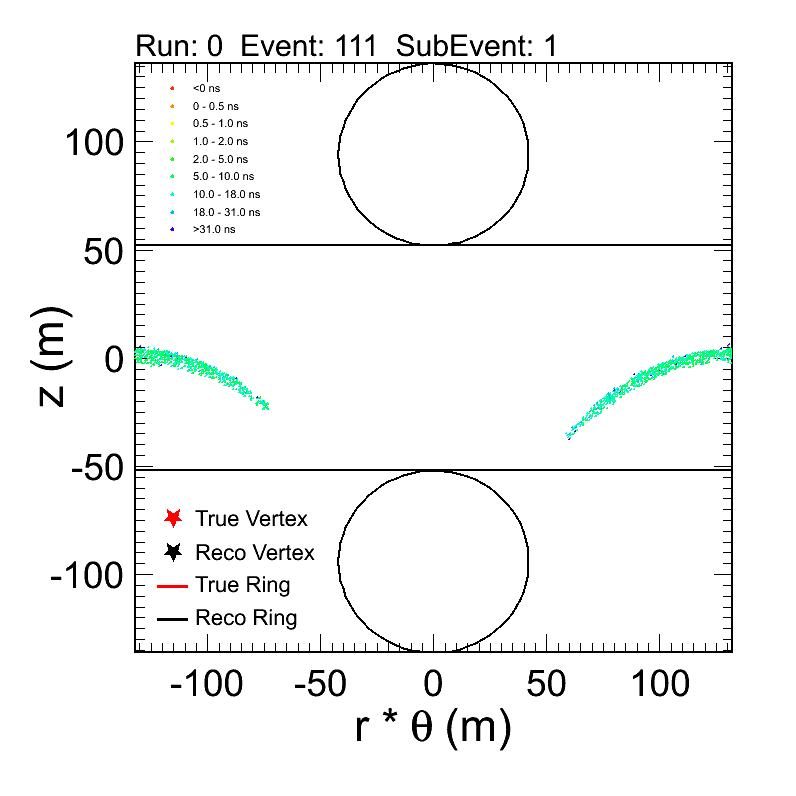 Run: 0  Event: 111  SubEvent: 1
<0 ns
0 - 0.5 ns
0.5 - 1.0 ns
1.0 - 2.0 ns
2.0 - 5.0 ns
5.0 - 10.0 ns
10.0 - 18.0 ns
18.0 - 31.0 ns
>31.0 ns
100
50
0
-50
-100
z (m)
True Vertex
Reco Vertex
True Ring
Reco Ring
-100 -50 0 50 100
r * θ (m)